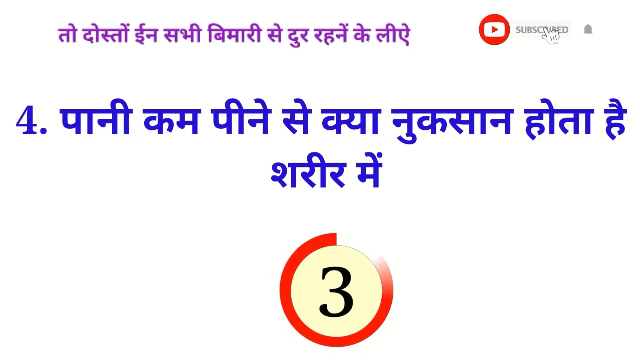 तो दोस्तों ईन सभी बिमारी से दुर रहनें के लीऐ
SUBSCRIBED
4. पानी कम पीने से क्या नुकसान होता है
शरीर में
3